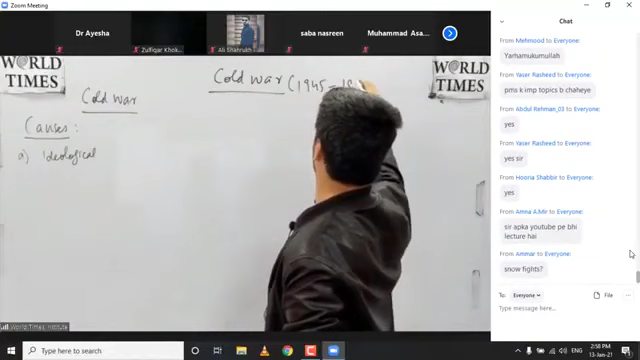 Zoom Meeting
Dr Ayesha
Zulfiqar Khok...
Ali Shahrukh
saba nasreen
Muhammad Asa...
WORLD
TIMES
Cold war (1945 -
WORLD
TIMES
Cold war
Causes:
a) Ideological
World Times Institute
Chat
From Mehmood to Everyone:
Yarhamukumullah
From Yaser Rasheed to Everyone:
pms k imp topics b chaheye
From Abdul Rehman_03 to Everyone:
yes
From Yaser Rasheed to Everyone:
yes sir
From Hooria Shabbir to Everyone:
yes
From Amna A.Mir to Everyone:
sir apka youtube pe bhi
lecture hai
From Ammar to Everyone:
snow fights?
To: Everyone
File
Type message here...
Type here to search
2:58 PM
13-Jan-21